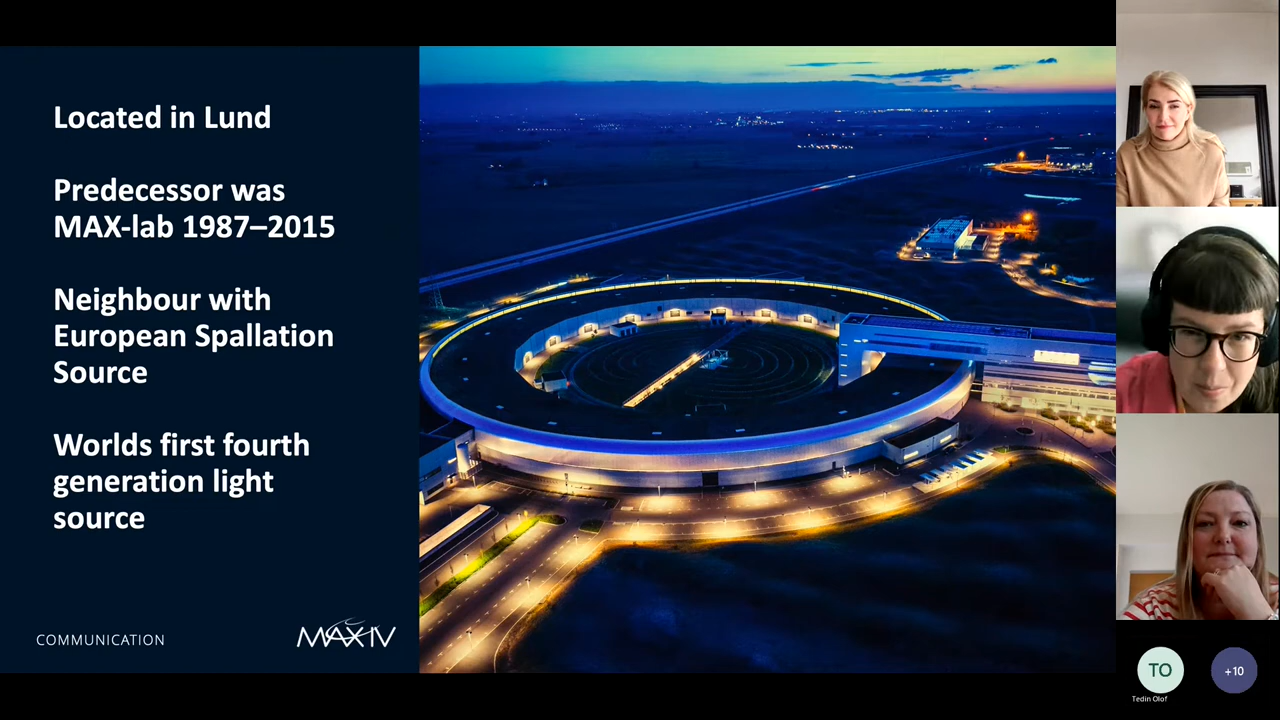 Located in Lund
Predecessor was
MAX-lab 1987–2015
Neighbour with
European Spallation
Source
Worlds first fourth
generation light
source
COMMUNICATION
MAX IV
TO
+10
Tedin Olof